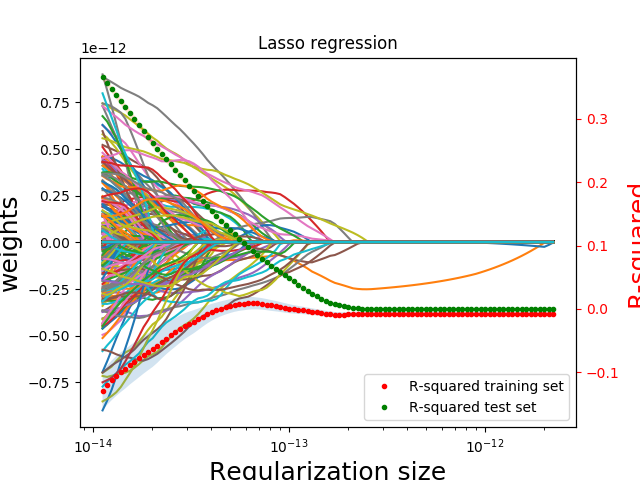 Lasso regression
1e−12
0.75
0.50
0.25
0.00
−0.25
−0.50
−0.75
weights
0.3
0.2
0.1
0.0
−0.1
R-squared
R-squared training set
R-squared test set
10⁻¹⁴
10⁻¹³
10⁻¹²
Regularization size